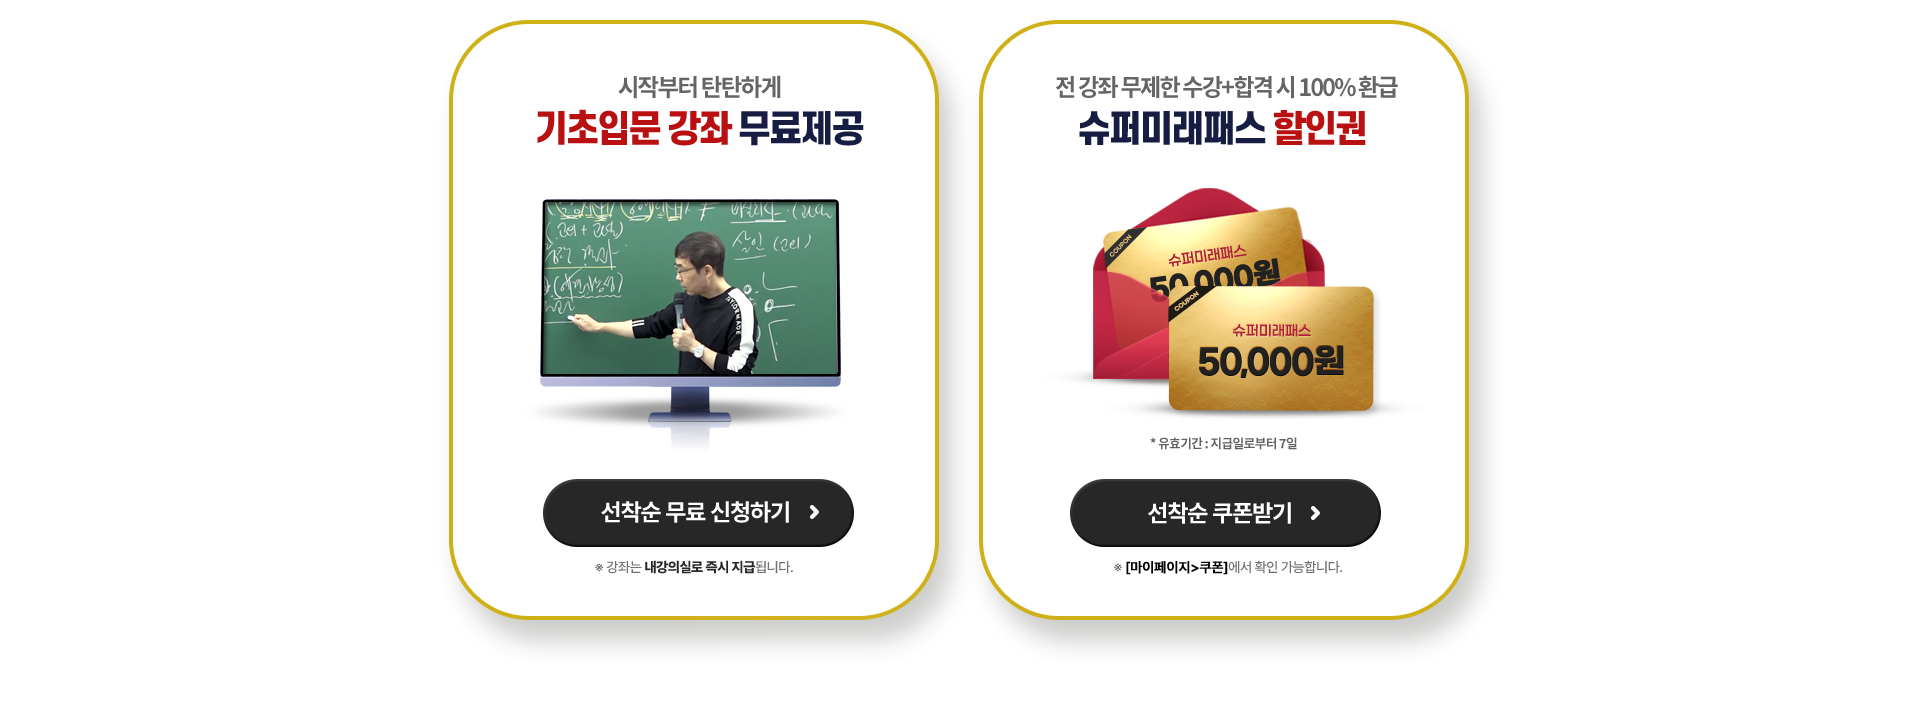 시작부터 탄탄하게
기초입문 강좌 무료제공
선착순 무료 신청하기
※ 강좌는 내강의실로 즉시 지급됩니다.
전 강좌 무제한 수강+합격 시 100% 환급
슈퍼미래패스 할인권
COUPON
슈퍼미래패스
50,000원
COUPON
슈퍼미래패스
50,000원
* 유효기간 : 지급일로부터 7일
선착순 쿠폰받기
※ [마이페이지>쿠폰]에서 확인 가능합니다.